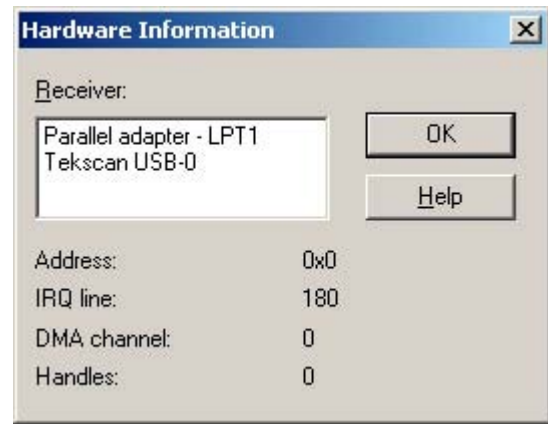 Hardware Information
Receiver:
Parallel adapter - LPT1
Tekscan USB-0
OK
Help
Address: 0x0
IRQ line: 180
DMA channel: 0
Handles: 0